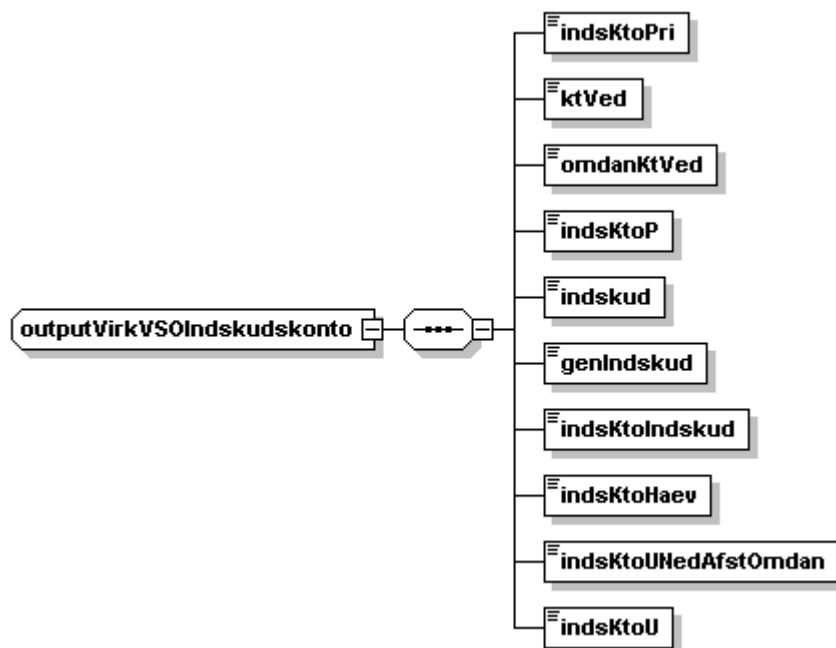 indsKtoPri
ktVed
omdanKtVed
indsKtoP
indskud
outputVirkVSOIndskudskonto
genIndskud
indsKtoIndskud
indsKtoHaev
indsKtoUNedAfstOmdan
indsKtoU